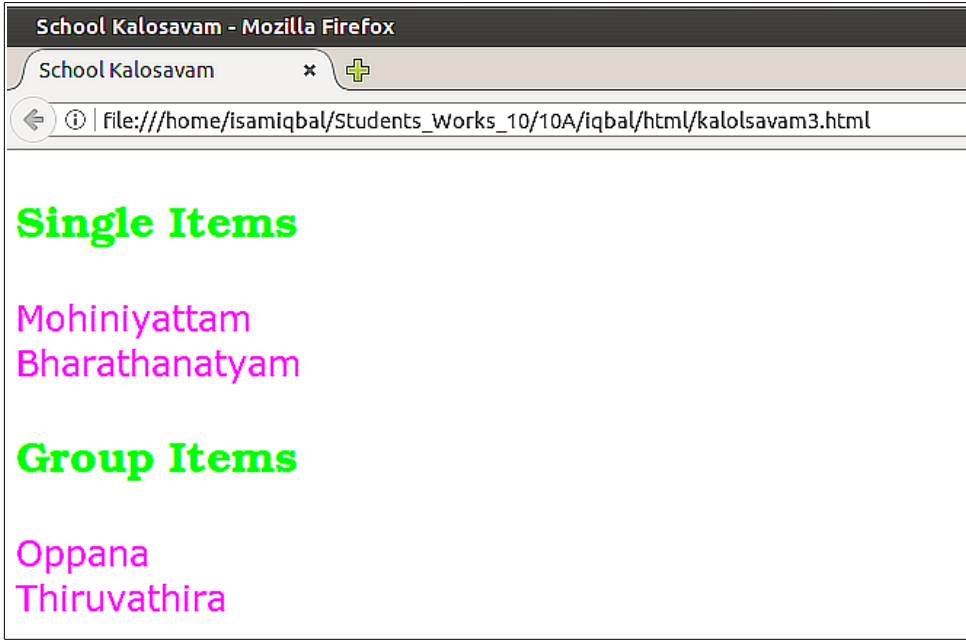 School Kalosavam - Mozilla Firefox
School Kalosavam
file:///home/isamiqbal/Students_Works_10/10A/iqbal/html/kalolsavam3.html
Single Items
Mohiniyattam
Bharathanatyam
Group Items
Oppana
Thiruvathira